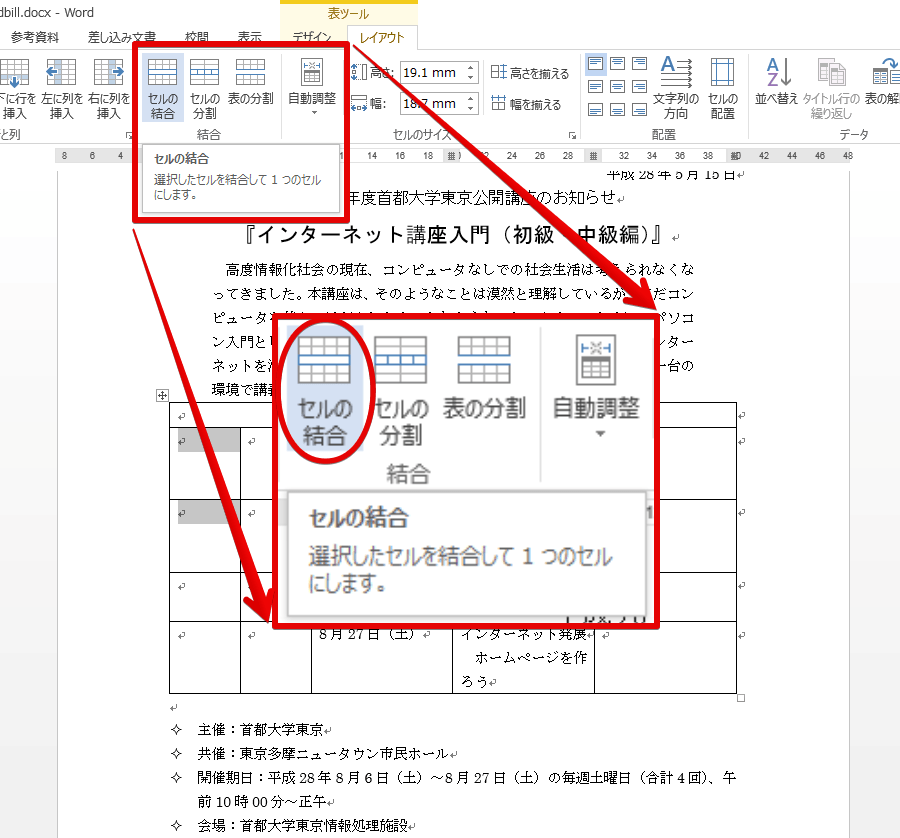 dbill.docx - Word
表ツール
参考資料 差し込み文書 校閲 表示 デザイン レイアウト
下に行を挿入
左に列を挿入
右に列を挿入
セルの結合
セルの分割
表の分割
自動調整
高さ: 19.1 mm
幅: 18.7 mm
高さを揃える
幅を揃える
文字列の方向
セルの配置
並べ替え
タイトル行の繰り返し
表の解
と列 結合 セルのサイズ 配置 データ
8 6 4 14 16 18 22 24 26 28 32 34 36 38 42 44 46 48
セルの結合
選択したセルを結合して 1 つのセル
にします。
平成 28 年 5 月 15 日
年度首都大学東京公開講座のお知らせ
『インターネット講座入門（初級 中級編）』
高度情報化社会の現在、コンピュータなしでの社会生活は考えられなくな
ってきました。本講座は、そのようなことは漠然と理解しているが だコン
ピュータ パソコ
ン入門と ンター
ネットを 一台の
環境で講
セルの結合
セルの分割
表の分割
自動調整
結合
セルの結合
選択したセルを結合して 1 つのセル
にします。
8 月 27 日（土）
インターネット発展
ホームページを作
ろう
✧ 主催：首都大学東京
✧ 共催：東京多摩ニュータウン市民ホール
✧ 開催期日：平成 28 年 8 月 6 日（土）～8 月 27 日（土）の毎週土曜日（合計 4 回）、午
前 10 時 00 分～正午
✧ 会場：首都大学東京情報処理施設